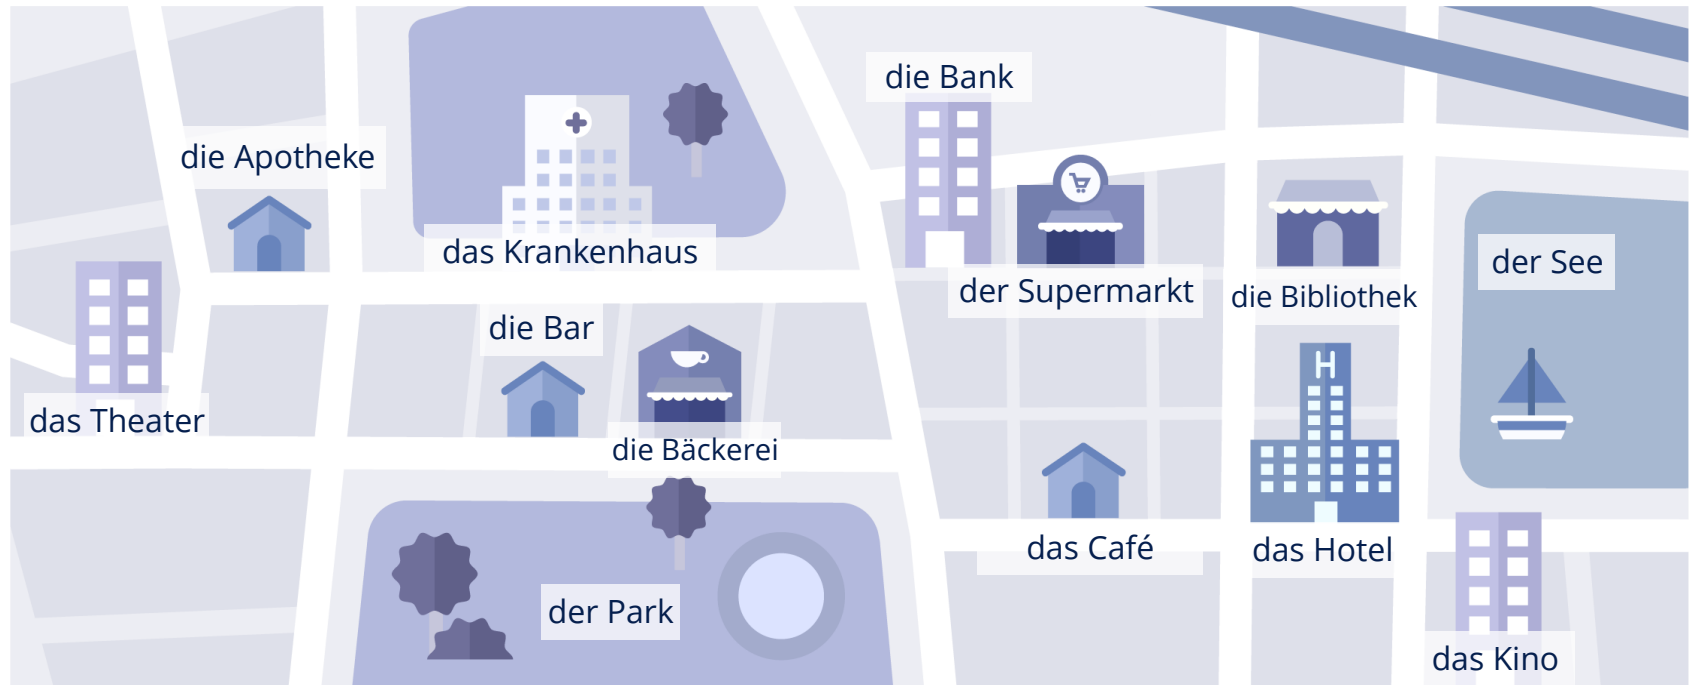 die Bank
die Apotheke
das Krankenhaus
der See
der Supermarkt
die Bibliothek
die Bar
H
das Theater
die Bäckerei
das Café
das Hotel
der Park
das Kino